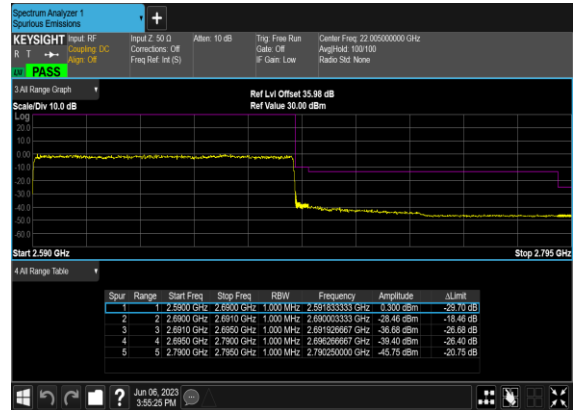 Spectrum Analyzer 1
Spurious Emissions
KEYSIGHT Input: RF Input Z: 50 Ω Atten: 10 dB Trig: Free Run Center Freq: 22.005000000 GHz
R T Coupling: DC Corrections: Off Gate: Off Avg|Hold: 100/100
Align: Off Freq Ref: Int (S) IF Gain: Low Radio Std: None
PASS
3 All Range Graph
Ref Lvl Offset 35.98 dB
Scale/Div 10.0 dB Ref Value 30.00 dBm
Log
20.0
10.0
0.00
-10.0
-20.0
-30.0
-40.0
-50.0
-60.0
Start 2.590 GHz Stop 2.795 GHz
4 All Range Table
Spur Range Start Freq Stop Freq RBW Frequency Amplitude ΔLimit
1 1 2.5900 GHz 2.6900 GHz 1.000 MHz 2.591833333 GHz 0.300 dBm -29.70 dB
2 2 2.6900 GHz 2.6910 GHz 1.000 MHz 2.690003333 GHz -28.46 dBm -18.46 dB
3 3 2.6910 GHz 2.6950 GHz 1.000 MHz 2.691926667 GHz -36.68 dBm -26.68 dB
4 4 2.6950 GHz 2.7900 GHz 1.000 MHz 2.696266667 GHz -39.40 dBm -26.40 dB
5 5 2.7900 GHz 2.7950 GHz 1.000 MHz 2.790250000 GHz -45.75 dBm -20.75 dB
Jun 06, 2023
3:55:25 PM